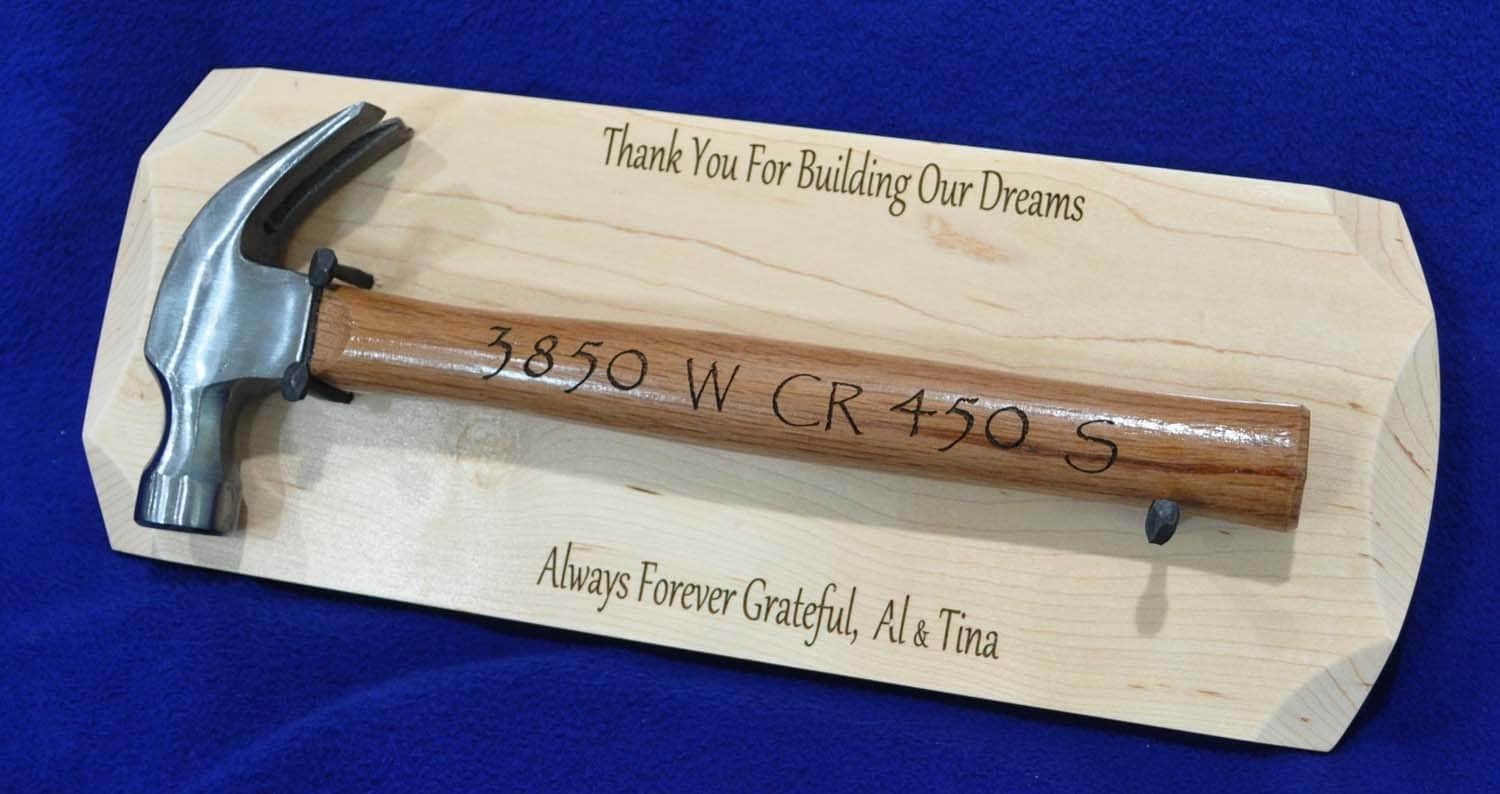 Thank You For Building Our Dreams
3850 W CR 450 S
Always Forever Grateful, Al & Tina